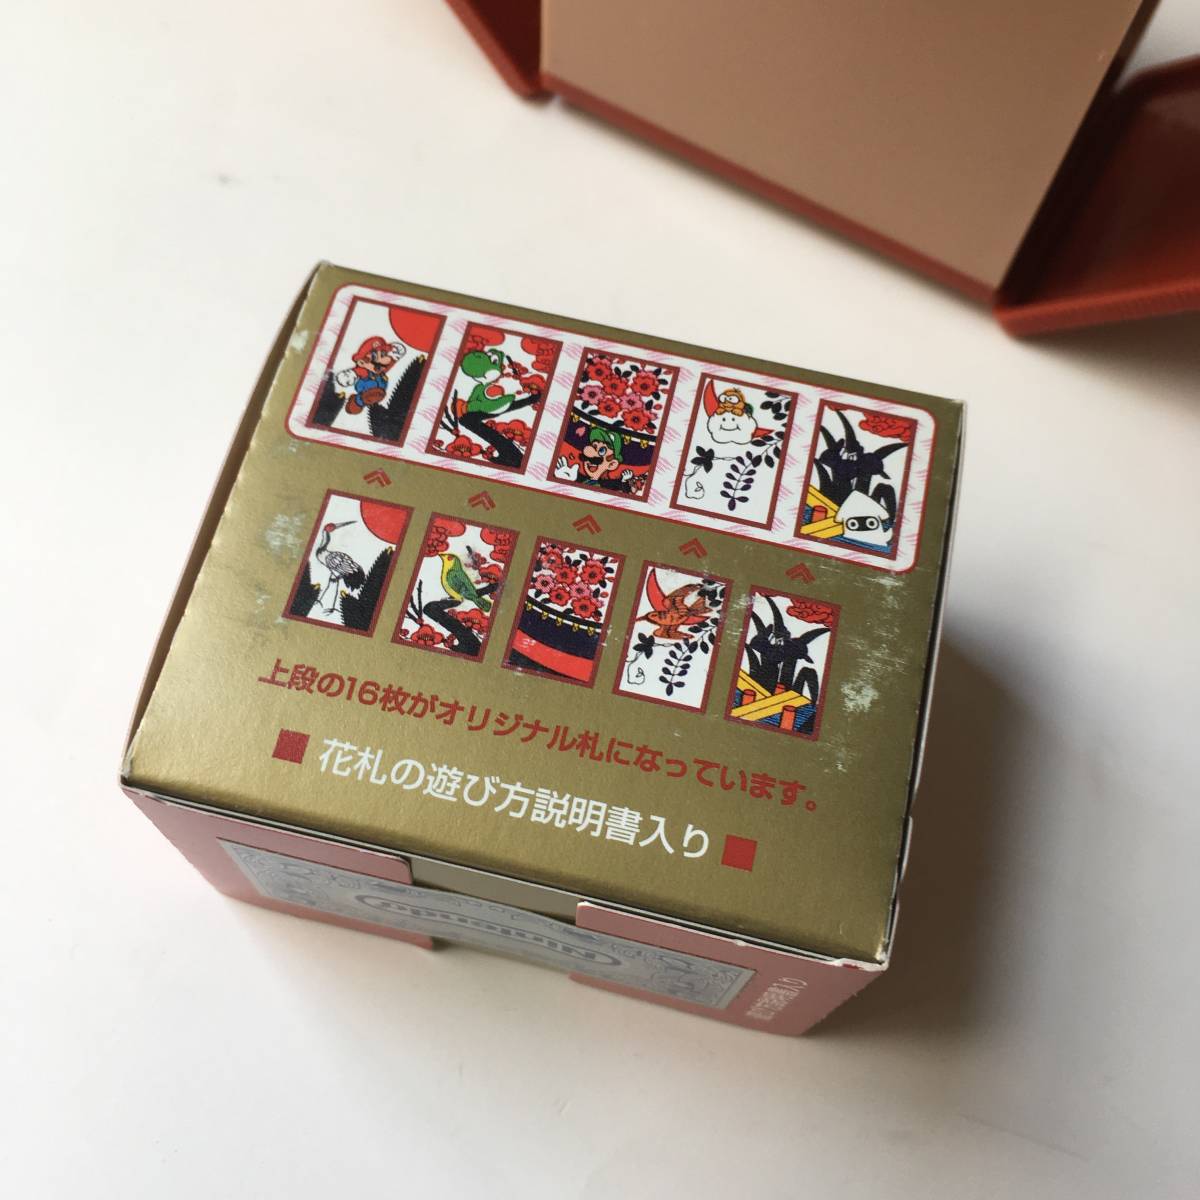 上段の16枚がオリジナル札になっています。
■ 花札の遊び方説明書入り ■
Nintendo